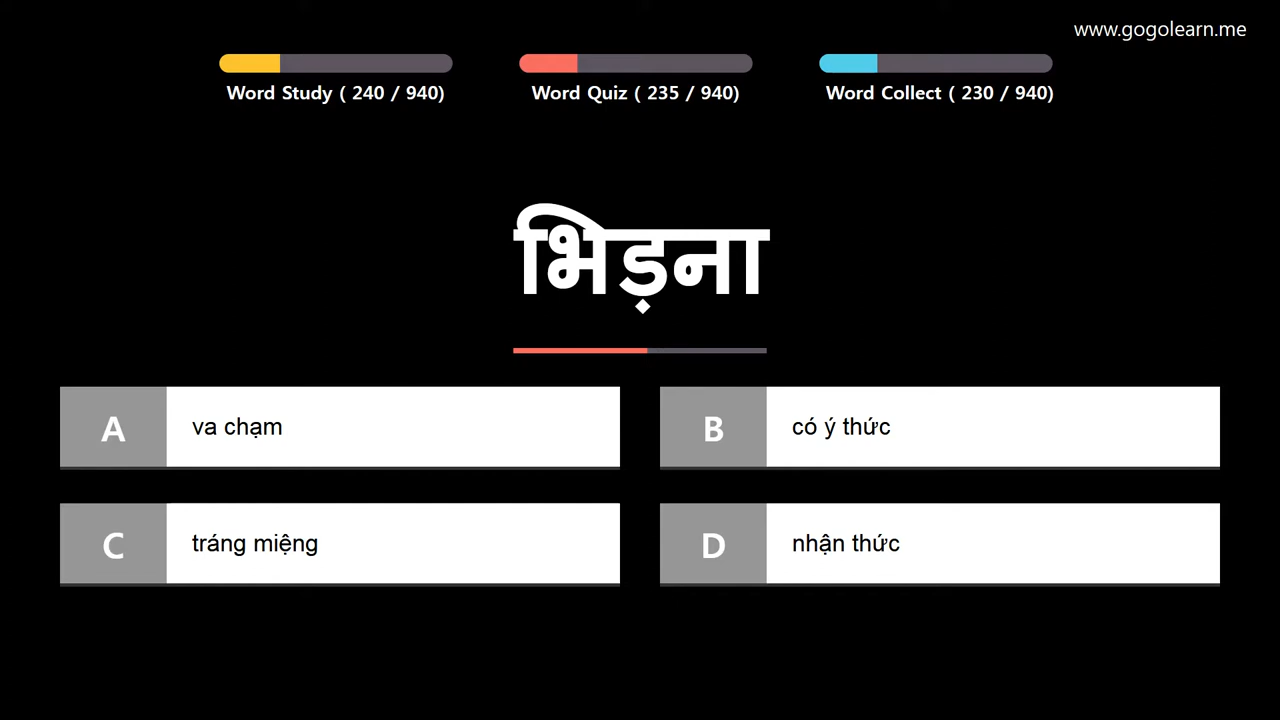 www.gogolearn.me
Word Study ( 240 / 940)
Word Quiz ( 235 / 940)
Word Collect ( 230 / 940)
भिड़ना
A
va chạm
B
có ý thức
C
tráng miệng
D
nhận thức